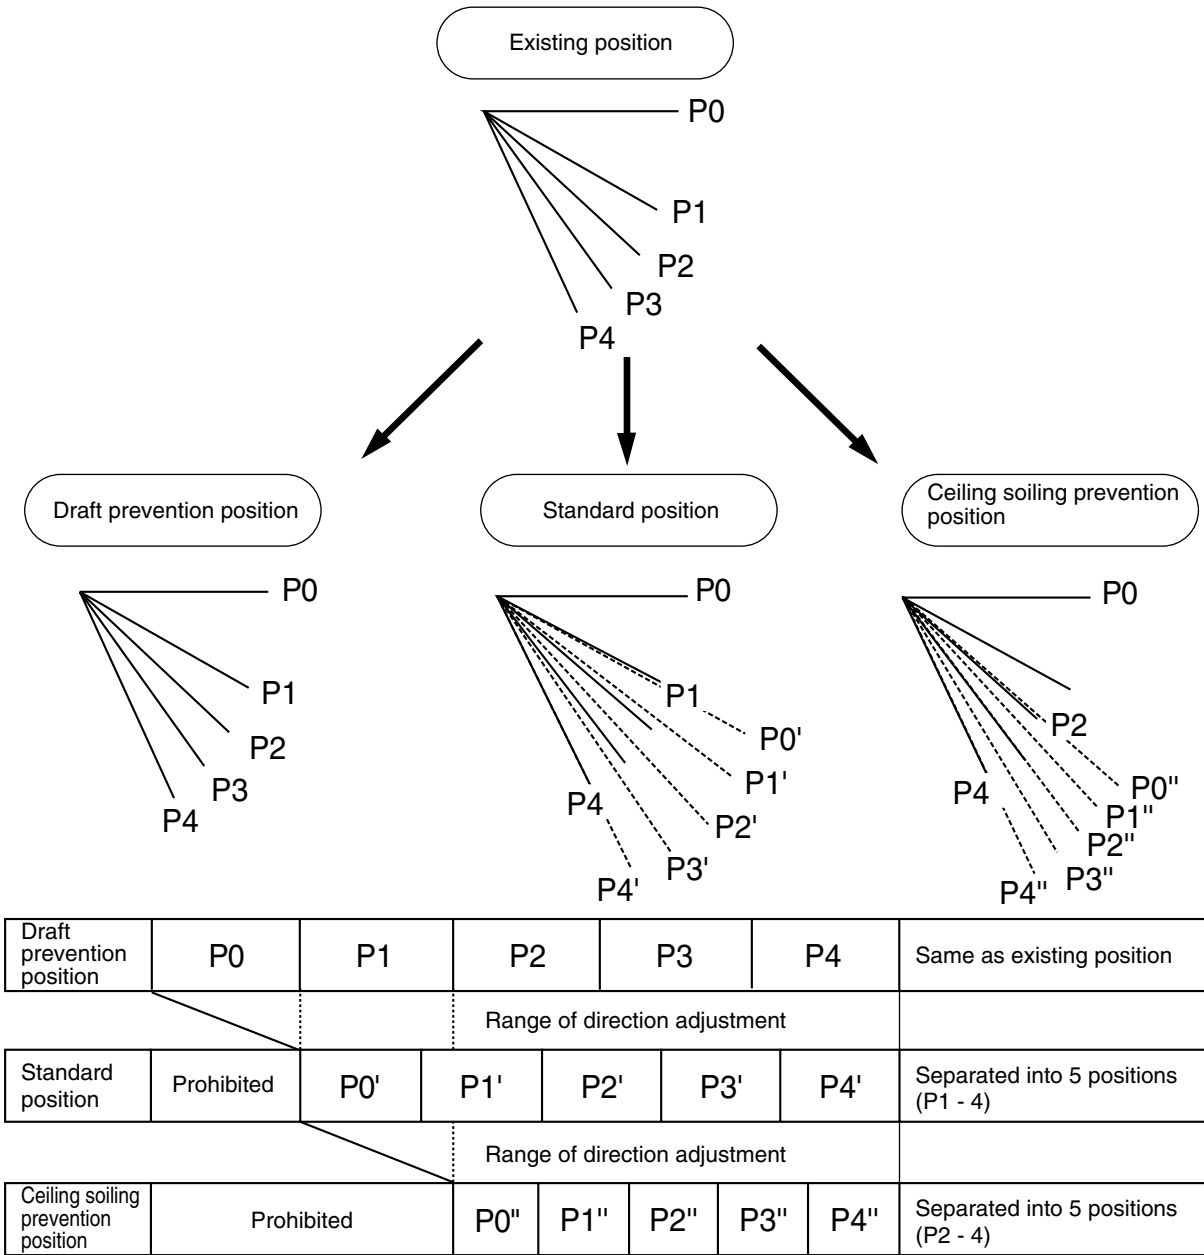 Existing position
P0
P1
P2
P3
P4
Draft prevention position
Standard position
Ceiling soiling prevention
position
P0
P1
P2
P3
P4
P0
P1
P0'
P1'
P2'
P3'
P4
P4'
P0
P2
P0"
P1"
P2"
P3"
P4
P4"
Draft
prevention
position
P0
P1
P2
P3
P4
Same as existing position
Range of direction adjustment
Standard
position
Prohibited
P0'
P1'
P2'
P3'
P4'
Separated into 5 positions
(P1 - 4)
Range of direction adjustment
Ceiling soiling
prevention
position
Prohibited
P0"
P1"
P2"
P3"
P4"
Separated into 5 positions
(P2 - 4)